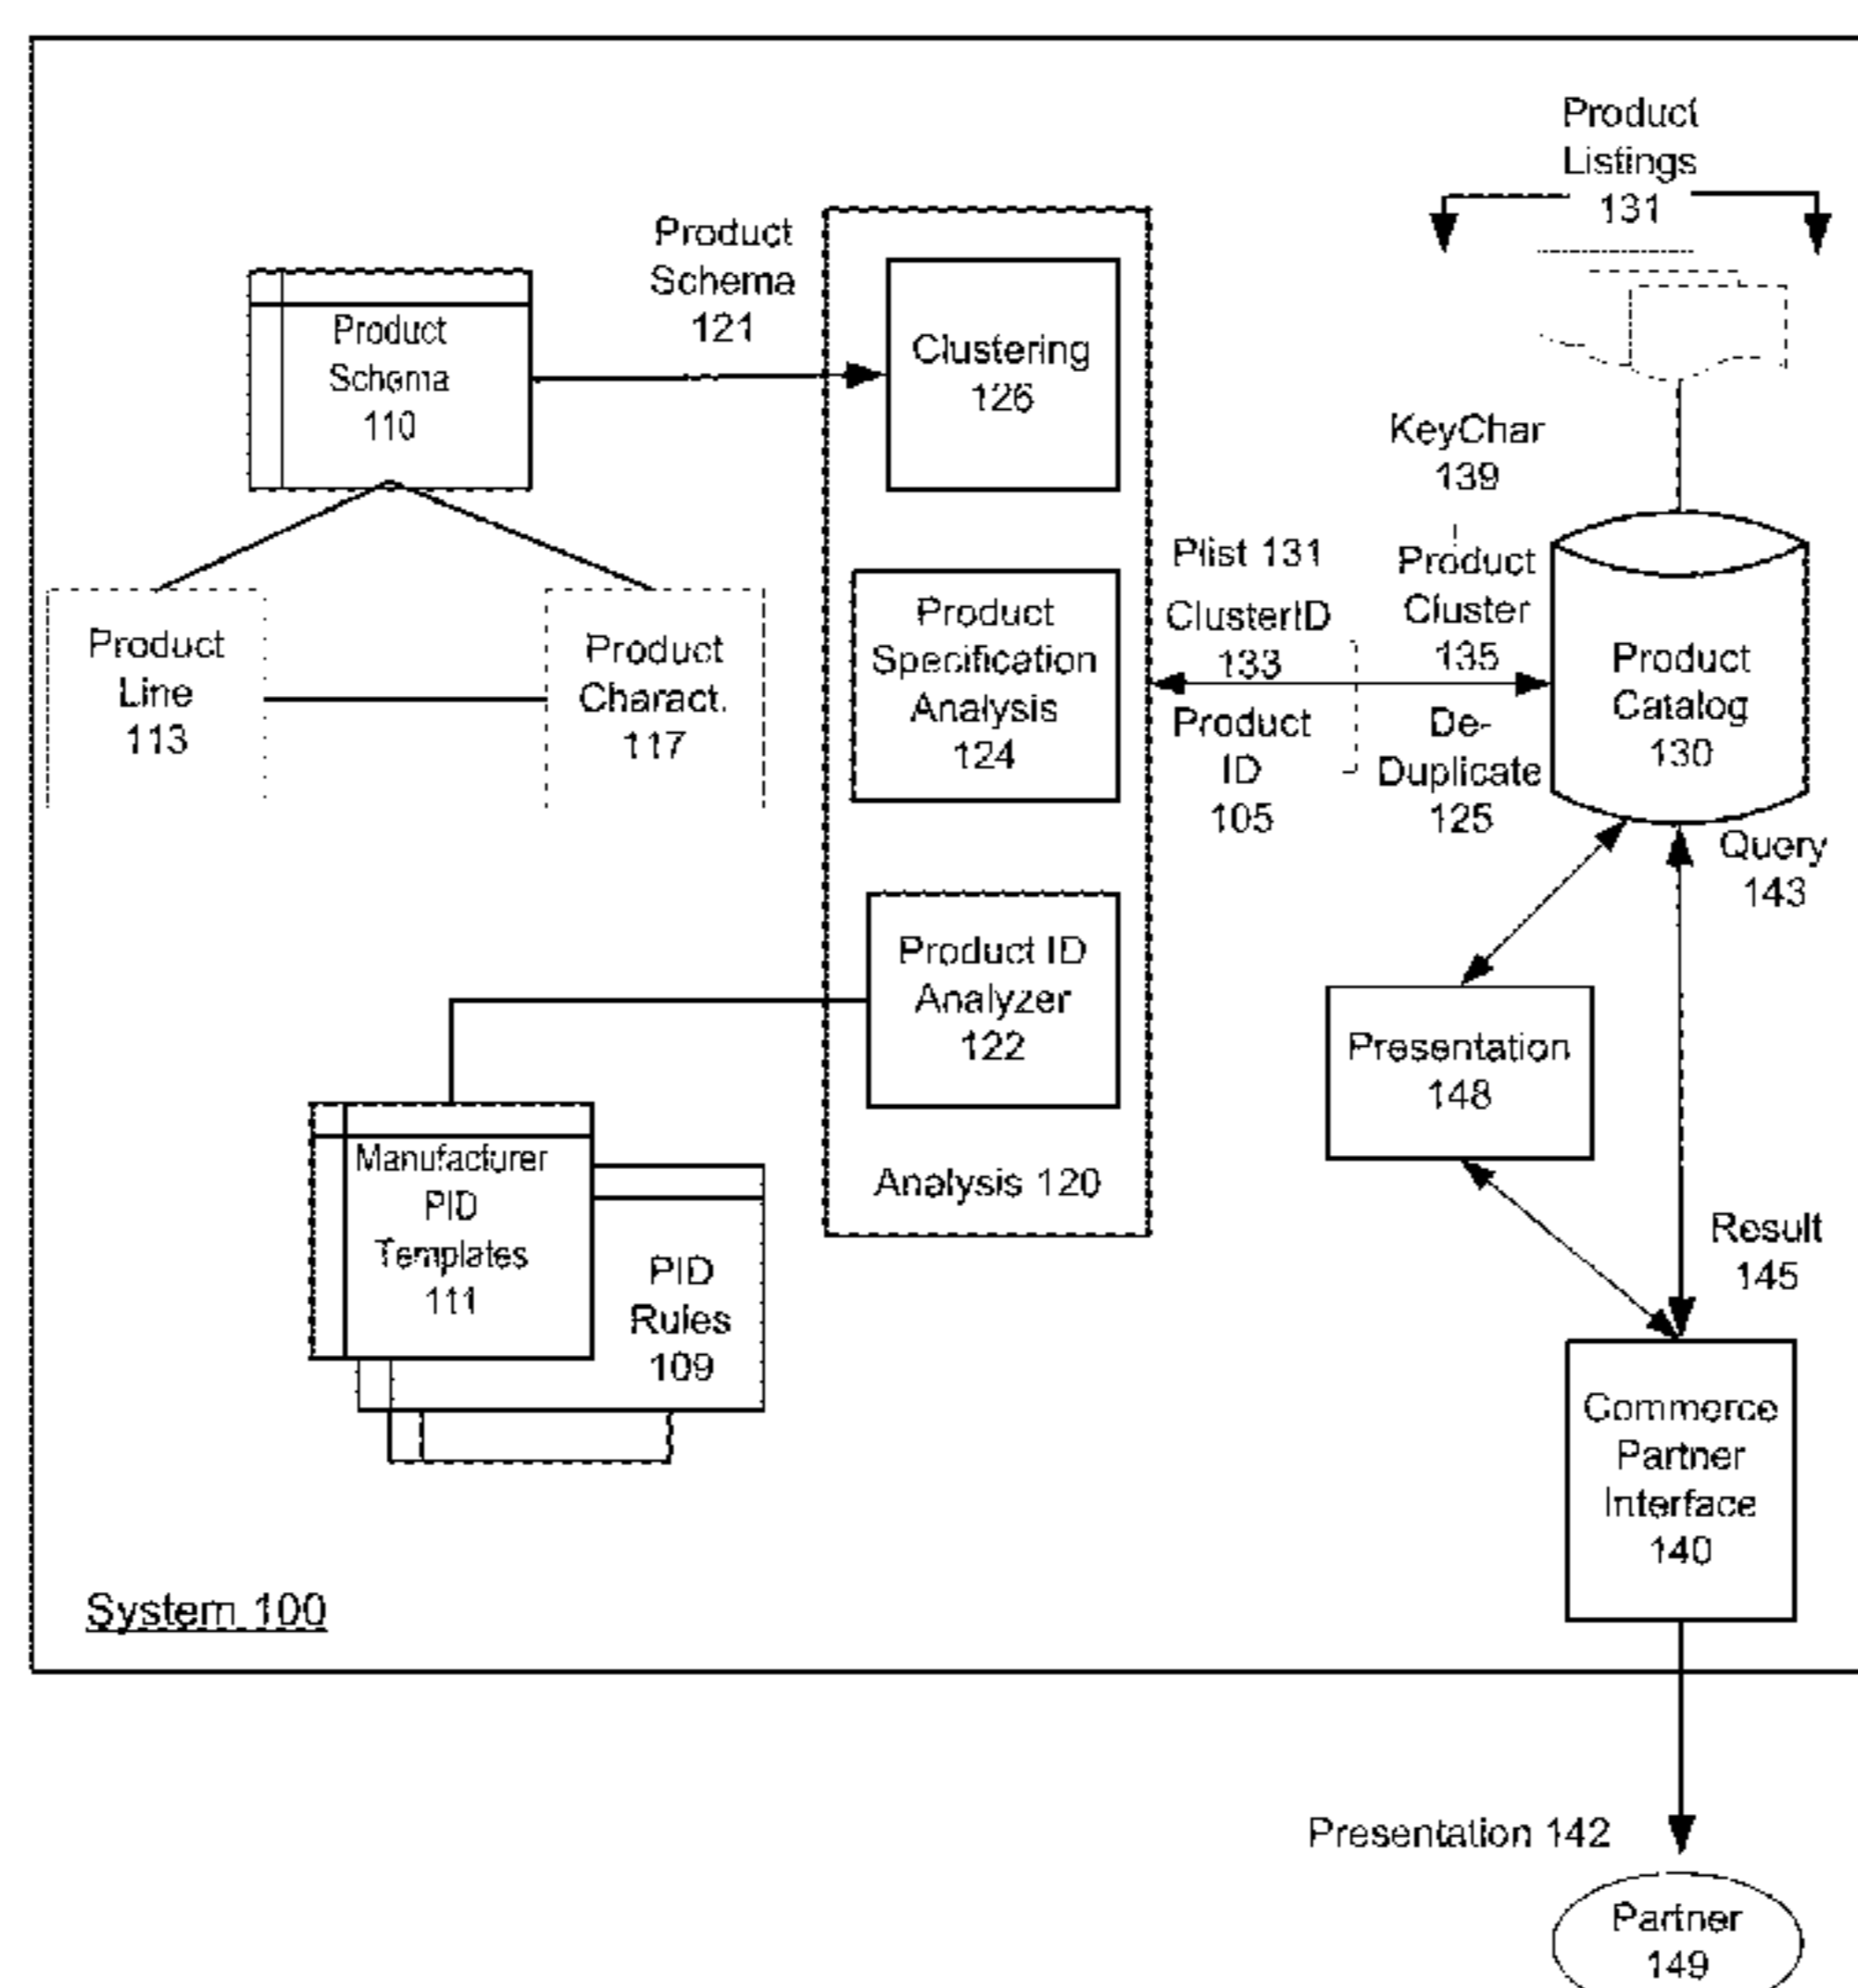 Product
Listings
131
Product
Schema
121
Product
Schema
110
Clustering
126
KeyChar
139
Plist 131
Product
Cluster
135
ClusterID
133
Product
Line
113
Product
Charact.
117
Product
Specification
Analysis
124
Product
ID
105
De-
Duplicate
125
Product
Catalog
130
Query
143
Product ID
Analyzer
122
Presentation
148
Manufacturer
PID
Templates
111
Analysis 120
PID
Rules
109
Result
145
Commerce
Partner
Interface
140
System 100
Presentation 142
Partner
149